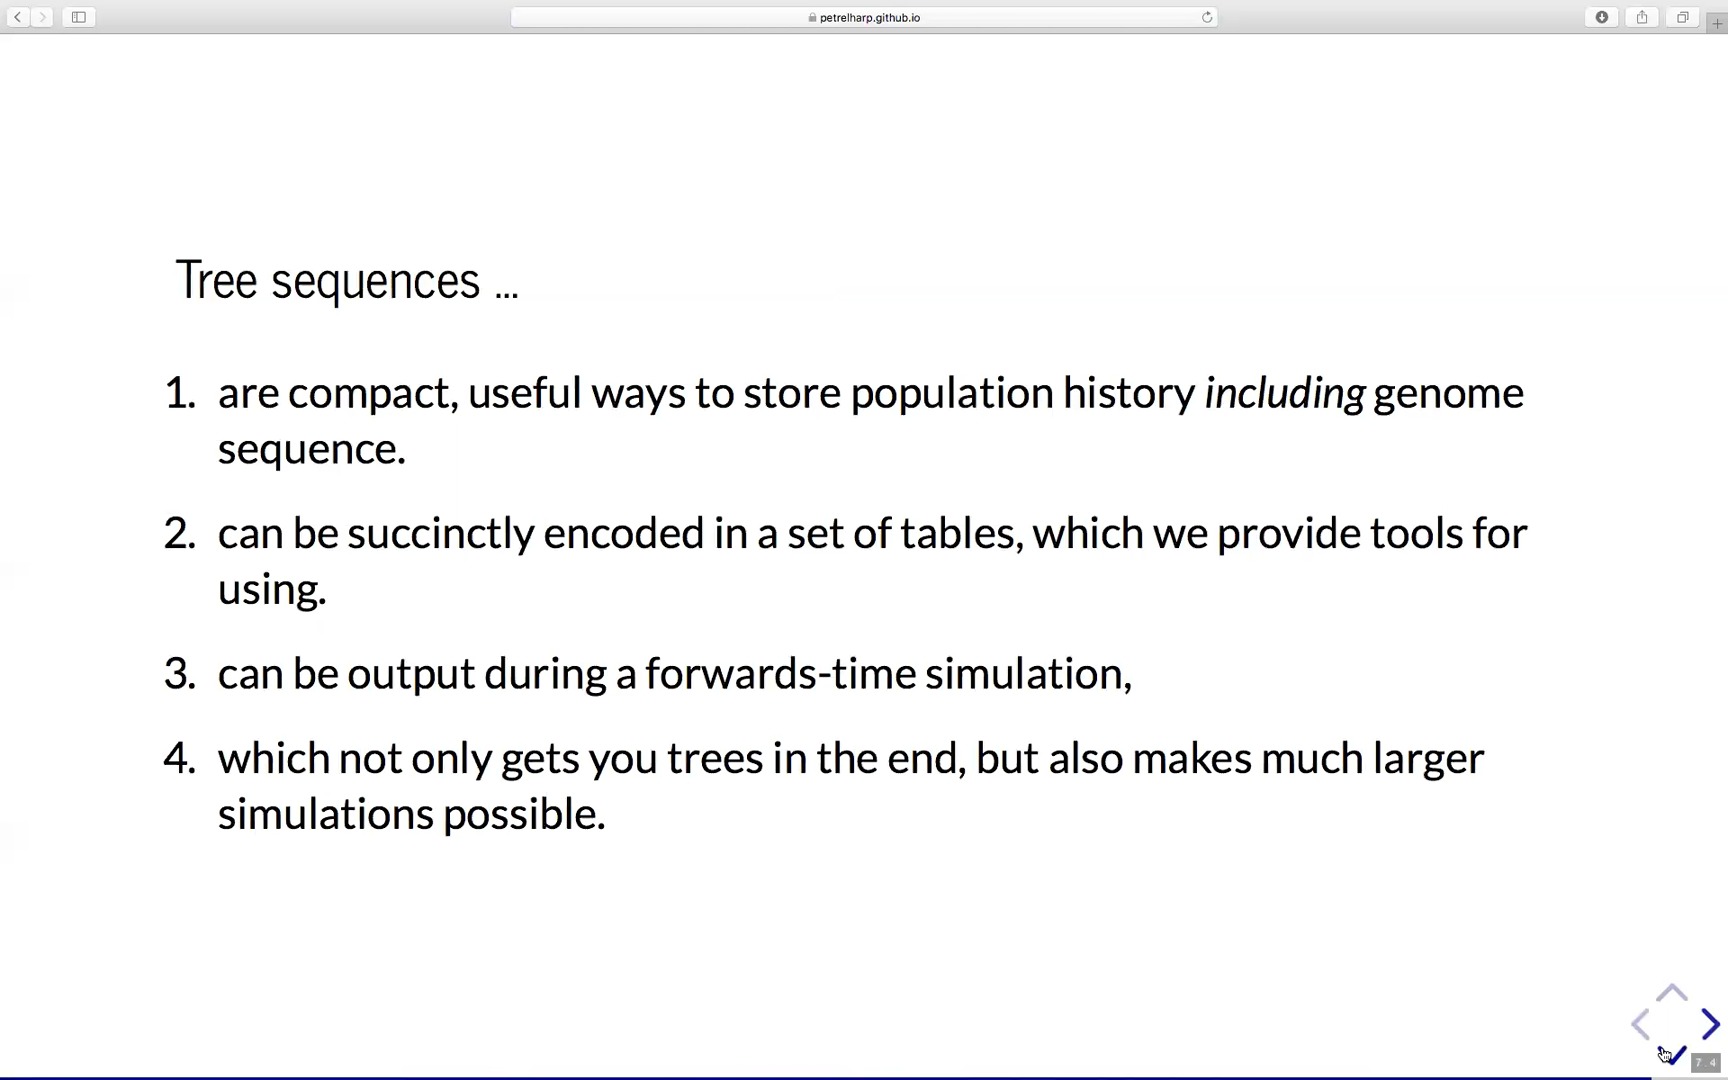 petrelharp.github.io
Tree sequences ...
1. are compact, useful ways to store population history including genome
sequence.
2. can be succinctly encoded in a set of tables, which we provide tools for
using.
3. can be output during a forwards-time simulation,
4. which not only gets you trees in the end, but also makes much larger
simulations possible.
7.4